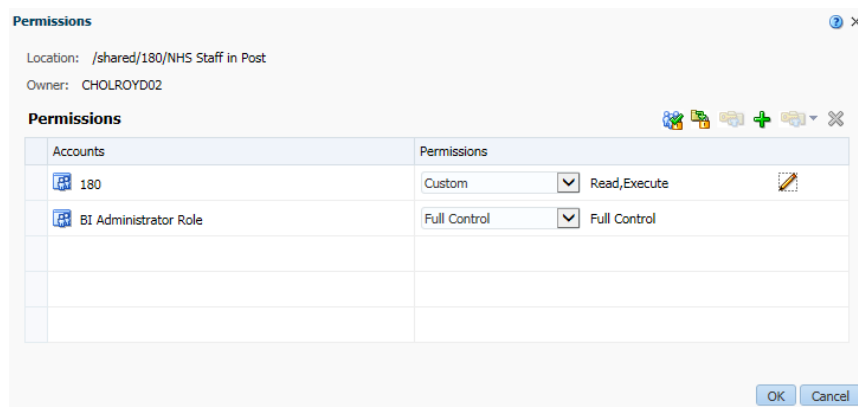 Permissions
Location: /shared/180/NHS Staff in Post
Owner: CHOLROYD02
Permissions
Accounts Permissions
180 Custom Read,Execute
BI Administrator Role Full Control Full Control
OK Cancel